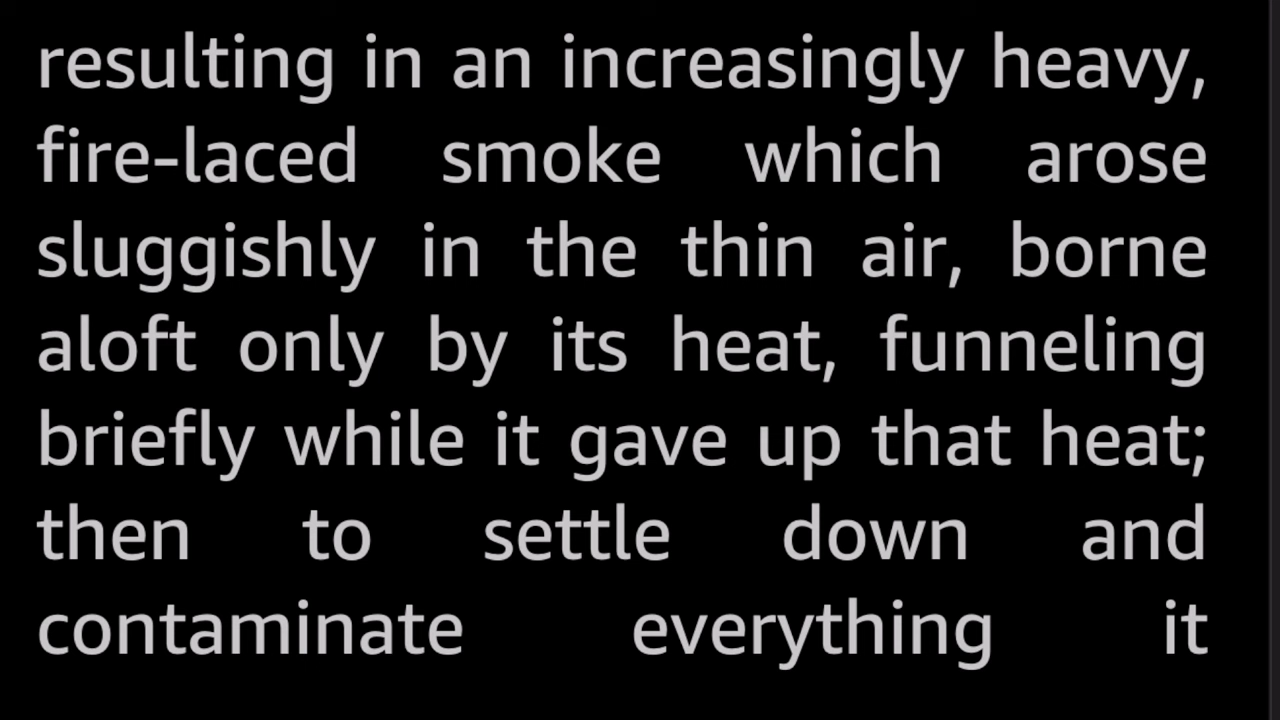 resulting in an increasingly heavy,
fire-laced smoke which arose
sluggishly in the thin air, borne
aloft only by its heat, funneling
briefly while it gave up that heat;
then to settle down and
contaminate everything it